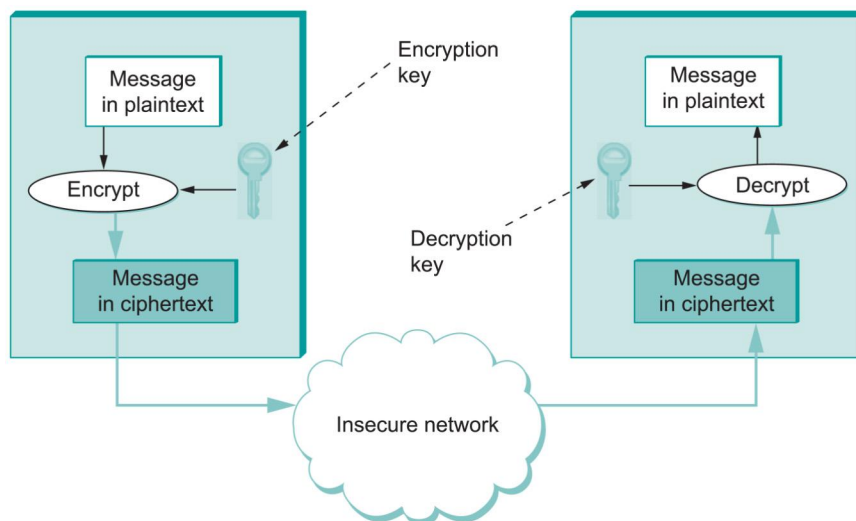 Message
in plaintext
Encryption
key
Encrypt
Message
in ciphertext
Message
in plaintext
Decrypt
Decryption
key
Message
in ciphertext
Insecure network